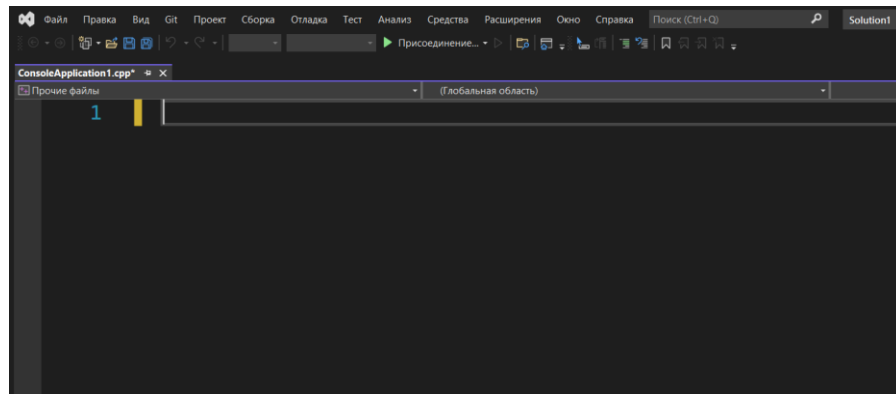 Файл Правка Вид Git Проект Сборка Отладка Тест Анализ Средства Расширения Окно Справка Поиск (Ctrl+Q) Solution1
Присоединение...
ConsoleApplication1.cpp*
Прочие файлы (Глобальная область)
1